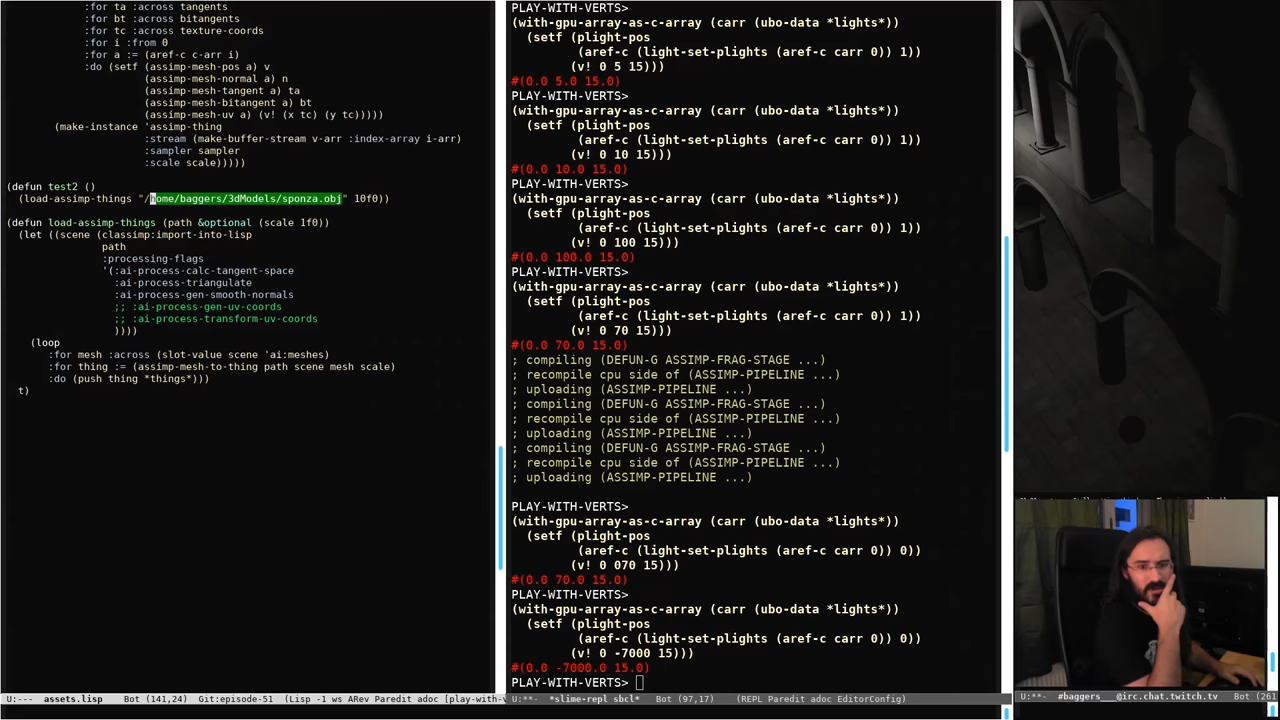 :for ta :across tangents
:for bt :across bitangents
:for tc :across texture-coords
:for i :from 0
:for a := (aref-c c-arr i)
:do (setf (assimp-mesh-pos a) v
(assimp-mesh-normal a) n
(assimp-mesh-tangent a) ta
(assimp-mesh-bitangent a) bt
(assimp-mesh-uv a) (v! (x tc) (y tc)))))
(make-instance 'assimp-thing
:stream (make-buffer-stream v-arr :index-array i-arr)
:sampler sampler
:scale scale)))))
(defun test2 ()
(load-assimp-things "/home/baggers/3dModels/sponza.obj" 10f0))
(defun load-assimp-things (path &optional (scale 1f0))
(let ((scene (classimp:import-into-lisp
path
:processing-flags
'(:ai-process-calc-tangent-space
:ai-process-triangulate
:ai-process-gen-smooth-normals
;; :ai-process-gen-uv-coords
;; :ai-process-transform-uv-coords
))))
(loop
:for mesh :across (slot-value scene 'ai:meshes)
:for thing := (assimp-mesh-to-thing path scene mesh scale)
:do (push thing *things*)))
t)
U:--- assets.lisp Bot (141,24) Git:episode-51 (Lisp -1 ws ARev Paredit adoc [play-with-v
PLAY-WITH-VERTS>
(with-gpu-array-as-c-array (carr (ubo-data *lights*))
(setf (plight-pos
(aref-c (light-set-plights (aref-c carr 0)) 1))
(v! 0 5 15)))
#(0.0 5.0 15.0)
PLAY-WITH-VERTS>
(with-gpu-array-as-c-array (carr (ubo-data *lights*))
(setf (plight-pos
(aref-c (light-set-plights (aref-c carr 0)) 1))
(v! 0 10 15)))
#(0.0 10.0 15.0)
PLAY-WITH-VERTS>
(with-gpu-array-as-c-array (carr (ubo-data *lights*))
(setf (plight-pos
(aref-c (light-set-plights (aref-c carr 0)) 1))
(v! 0 100 15)))
#(0.0 100.0 15.0)
PLAY-WITH-VERTS>
(with-gpu-array-as-c-array (carr (ubo-data *lights*))
(setf (plight-pos
(aref-c (light-set-plights (aref-c carr 0)) 1))
(v! 0 70 15)))
#(0.0 70.0 15.0)
; compiling (DEFUN-G ASSIMP-FRAG-STAGE ...)
; recompile cpu side of (ASSIMP-PIPELINE ...)
; uploading (ASSIMP-PIPELINE ...)
; compiling (DEFUN-G ASSIMP-FRAG-STAGE ...)
; recompile cpu side of (ASSIMP-PIPELINE ...)
; uploading (ASSIMP-PIPELINE ...)
; compiling (DEFUN-G ASSIMP-FRAG-STAGE ...)
; recompile cpu side of (ASSIMP-PIPELINE ...)
; uploading (ASSIMP-PIPELINE ...)
PLAY-WITH-VERTS>
(with-gpu-array-as-c-array (carr (ubo-data *lights*))
(setf (plight-pos
(aref-c (light-set-plights (aref-c carr 0)) 0))
(v! 0 070 15)))
#(0.0 70.0 15.0)
PLAY-WITH-VERTS>
(with-gpu-array-as-c-array (carr (ubo-data *lights*))
(setf (plight-pos
(aref-c (light-set-plights (aref-c carr 0)) 0))
(v! 0 -7000 15)))
#(0.0 -7000.0 15.0)
PLAY-WITH-VERTS>
U:**- *slime-repl sbcl* Bot (97,17) (REPL Paredit adoc EditorConfig)
U:**- #baggers___@irc.chat.twitch.tv Bot (261